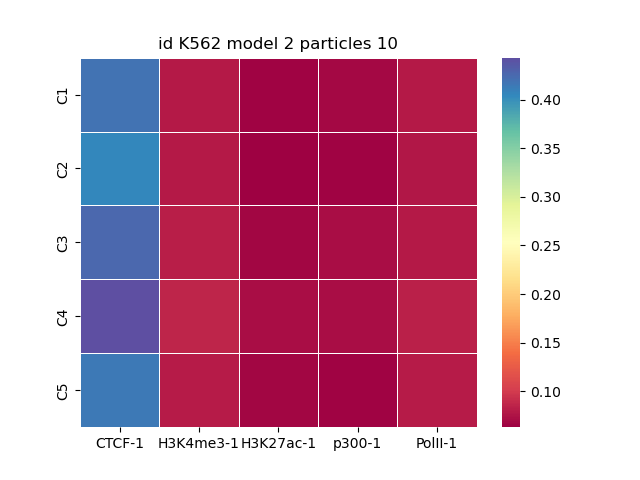 id K562 model 2 particles 10
C1
C2
C3
C4
C5
CTCF-1 H3K4me3-1 H3K27ac-1 p300-1 PolII-1
0.40
0.35
0.30
0.25
0.20
0.15
0.10